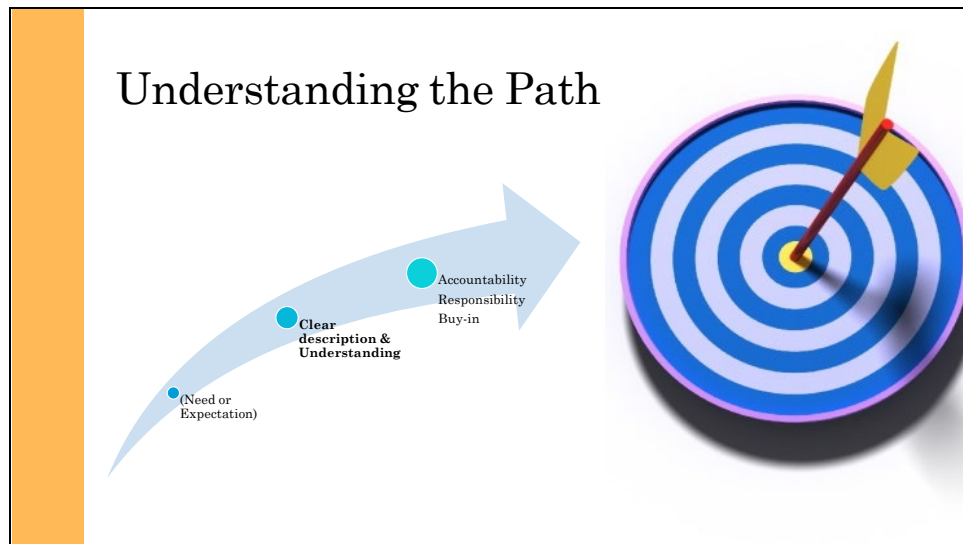 Understanding the Path
Accountability
Responsibility
Buy-in
Clear
description &
Understanding
(Need or
Expectation)